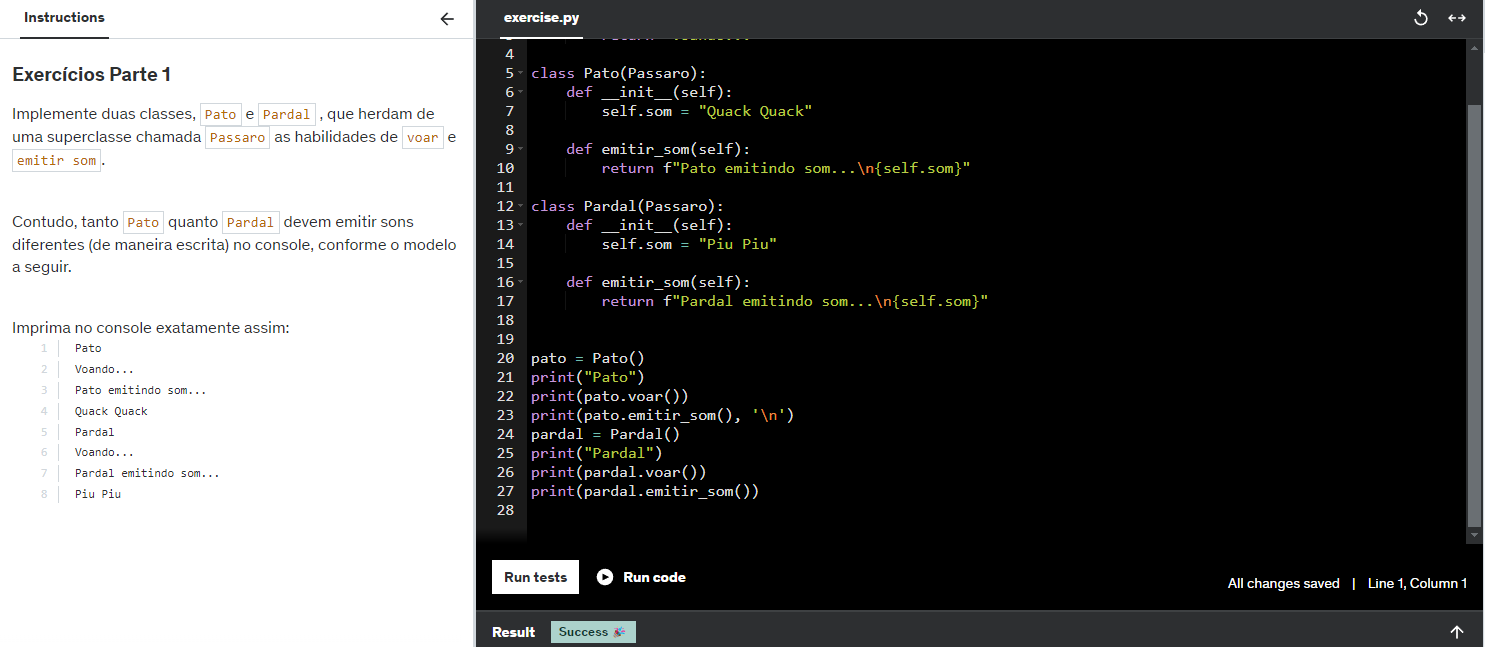 Instructions
Exercícios Parte 1
Implemente duas classes, Pato e Pardal , que herdam de
uma superclasse chamada Passaro as habilidades de voar e
emitir som.
Contudo, tanto Pato quanto Pardal devem emitir sons
diferentes (de maneira escrita) no console, conforme o modelo
a seguir.
Imprima no console exatamente assim:
1 Pato
2 Voando...
3 Pato emitindo som...
4 Quack Quack
5 Pardal
6 Voando...
7 Pardal emitindo som...
8 Piu Piu
exercise.py
4
5 class Pato(Passaro):
6     def __init__(self):
7         self.som = "Quack Quack"
8
9     def emitir_som(self):
10         return f"Pato emitindo som...\n{self.som}"
11
12 class Pardal(Passaro):
13     def __init__(self):
14         self.som = "Piu Piu"
15
16     def emitir_som(self):
17         return f"Pardal emitindo som...\n{self.som}"
18
19
20 pato = Pato()
21 print("Pato")
22 print(pato.voar())
23 print(pato.emitir_som(), '\n')
24 pardal = Pardal()
25 print("Pardal")
26 print(pardal.voar())
27 print(pardal.emitir_som())
28
Run tests Run code
All changes saved | Line 1, Column 1
Result Success 🎉